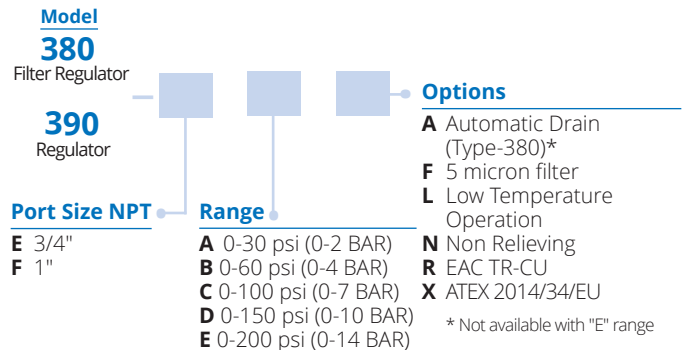 Model
380
Filter Regulator
390
Regulator
Port Size NPT
E 3/4"
F 1"
Range
A 0-30 psi (0-2 BAR)
B 0-60 psi (0-4 BAR)
C 0-100 psi (0-7 BAR)
D 0-150 psi (0-10 BAR)
E 0-200 psi (0-14 BAR)
Options
A Automatic Drain
(Type-380)*
F 5 micron filter
L Low Temperature
Operation
N Non Relieving
R EAC TR-CU
X ATEX 2014/34/EU
* Not available with "E" range